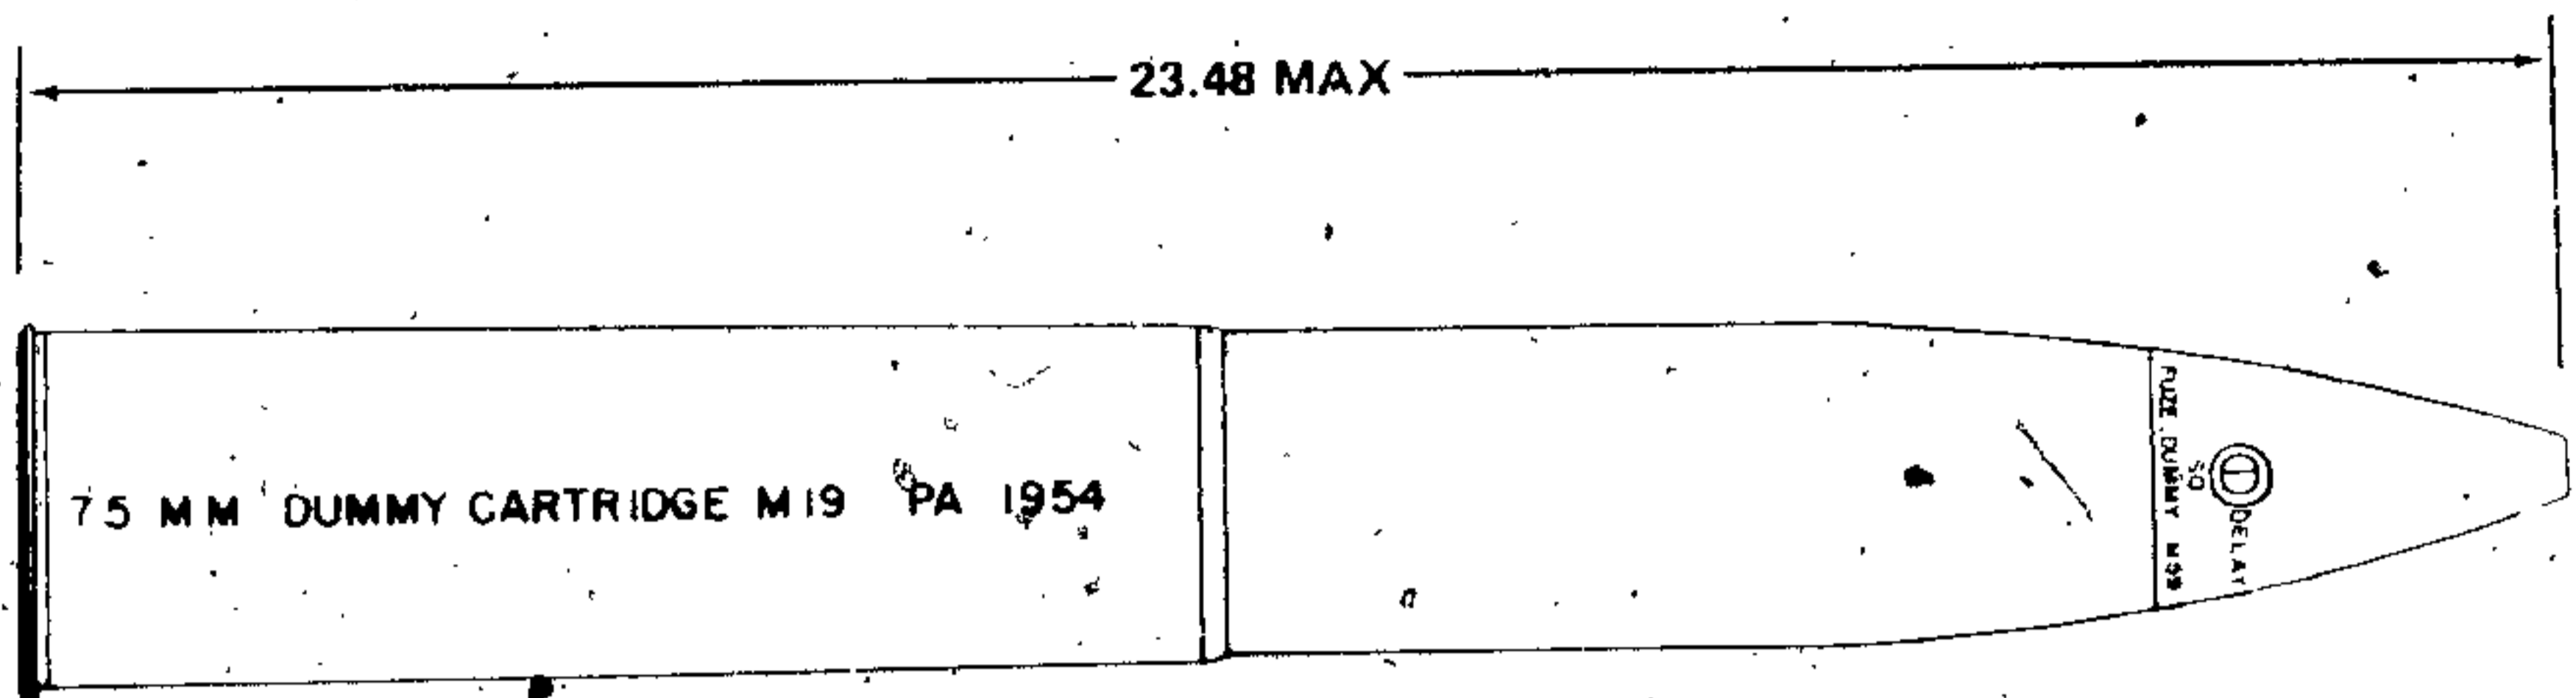 23.48 MAX
75 MM DUMMY CARTRIDGE M19 PA 1954
FUZE DUMMY M59
SQ
DELAY